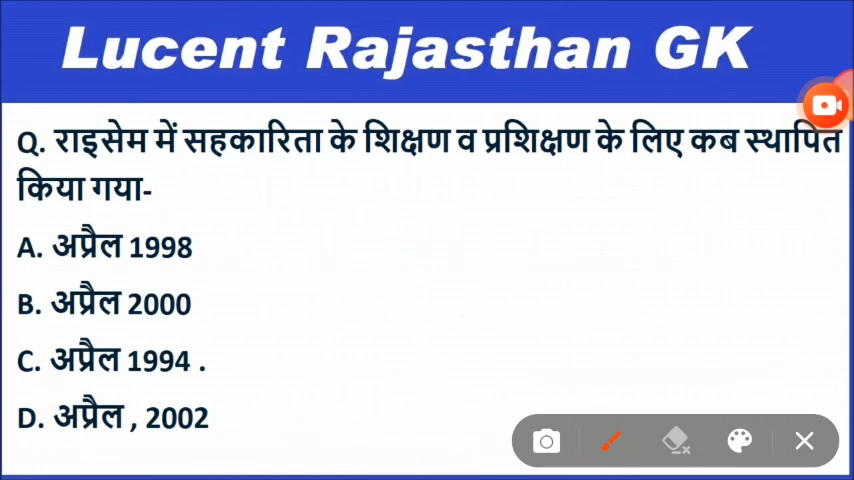 Lucent Rajasthan GK
Q. राइसेम में सहकारिता के शिक्षण व प्रशिक्षण के लिए कब स्थापित
किया गया-
A. अप्रैल 1998
B. अप्रैल 2000
C. अप्रैल 1994 .
D. अप्रैल , 2002